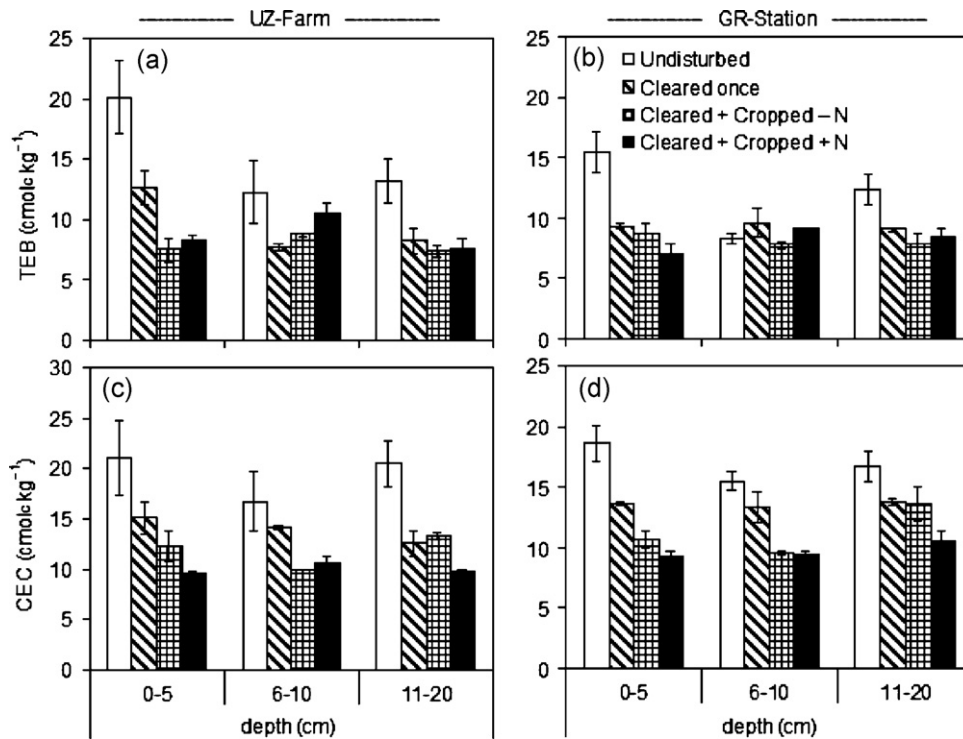 UZ-Farm
GR-Station
(a)
(b)
Undisturbed
Cleared once
Cleared + Cropped – N
Cleared + Cropped + N
TEB (cmolc kg⁻¹)
25
20
15
10
5
0
25
20
15
10
5
0
(c)
(d)
CEC (cmolc kg⁻¹)
30
25
20
15
10
5
0
25
20
15
10
5
0
0-5 6-10 11-20
depth (cm)
0-5 6-10 11-20
depth (cm)